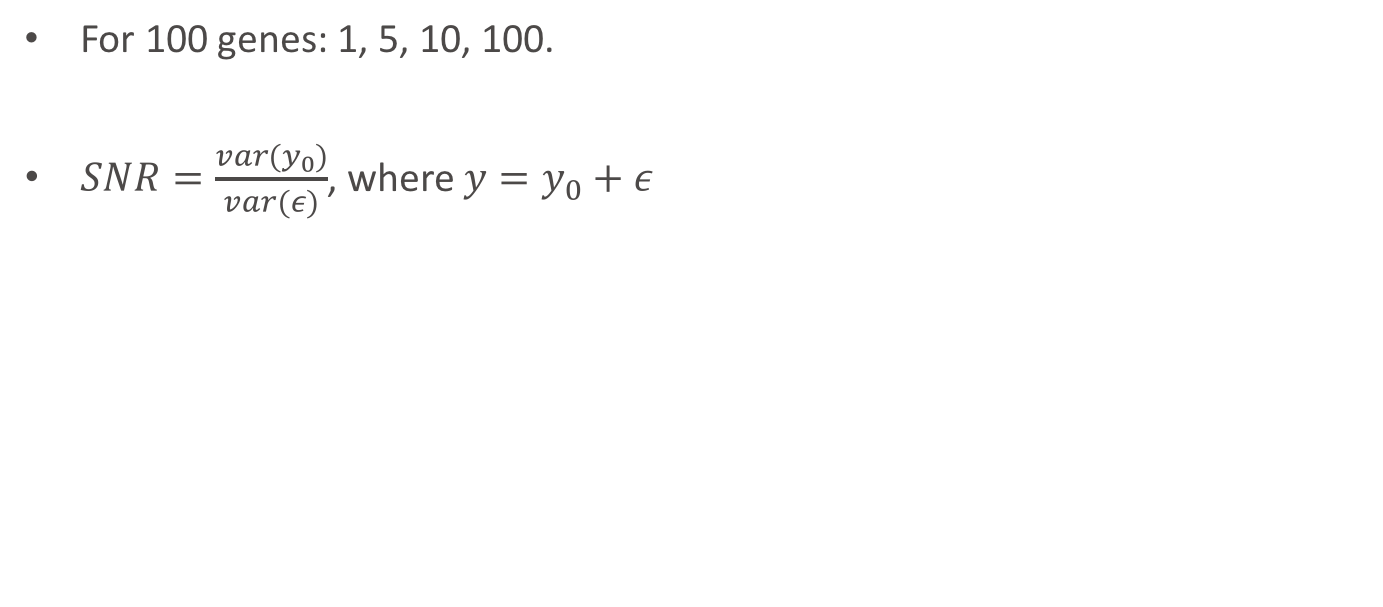 • For 100 genes: 1, 5, 10, 100.
• SNR = var(y₀)/var(ϵ), where y = y₀ + ϵ